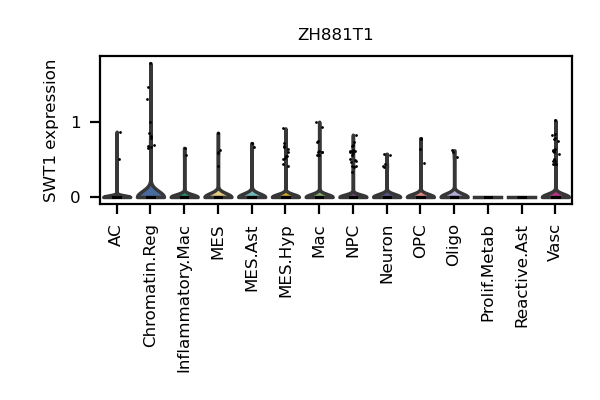 ZH881T1
SWT1 expression
1
0
AC
Chromatin.Reg
Inflammatory.Mac
MES
MES.Ast
MES.Hyp
Mac
NPC
Neuron
OPC
Oligo
Prolif.Metab
Reactive.Ast
Vasc